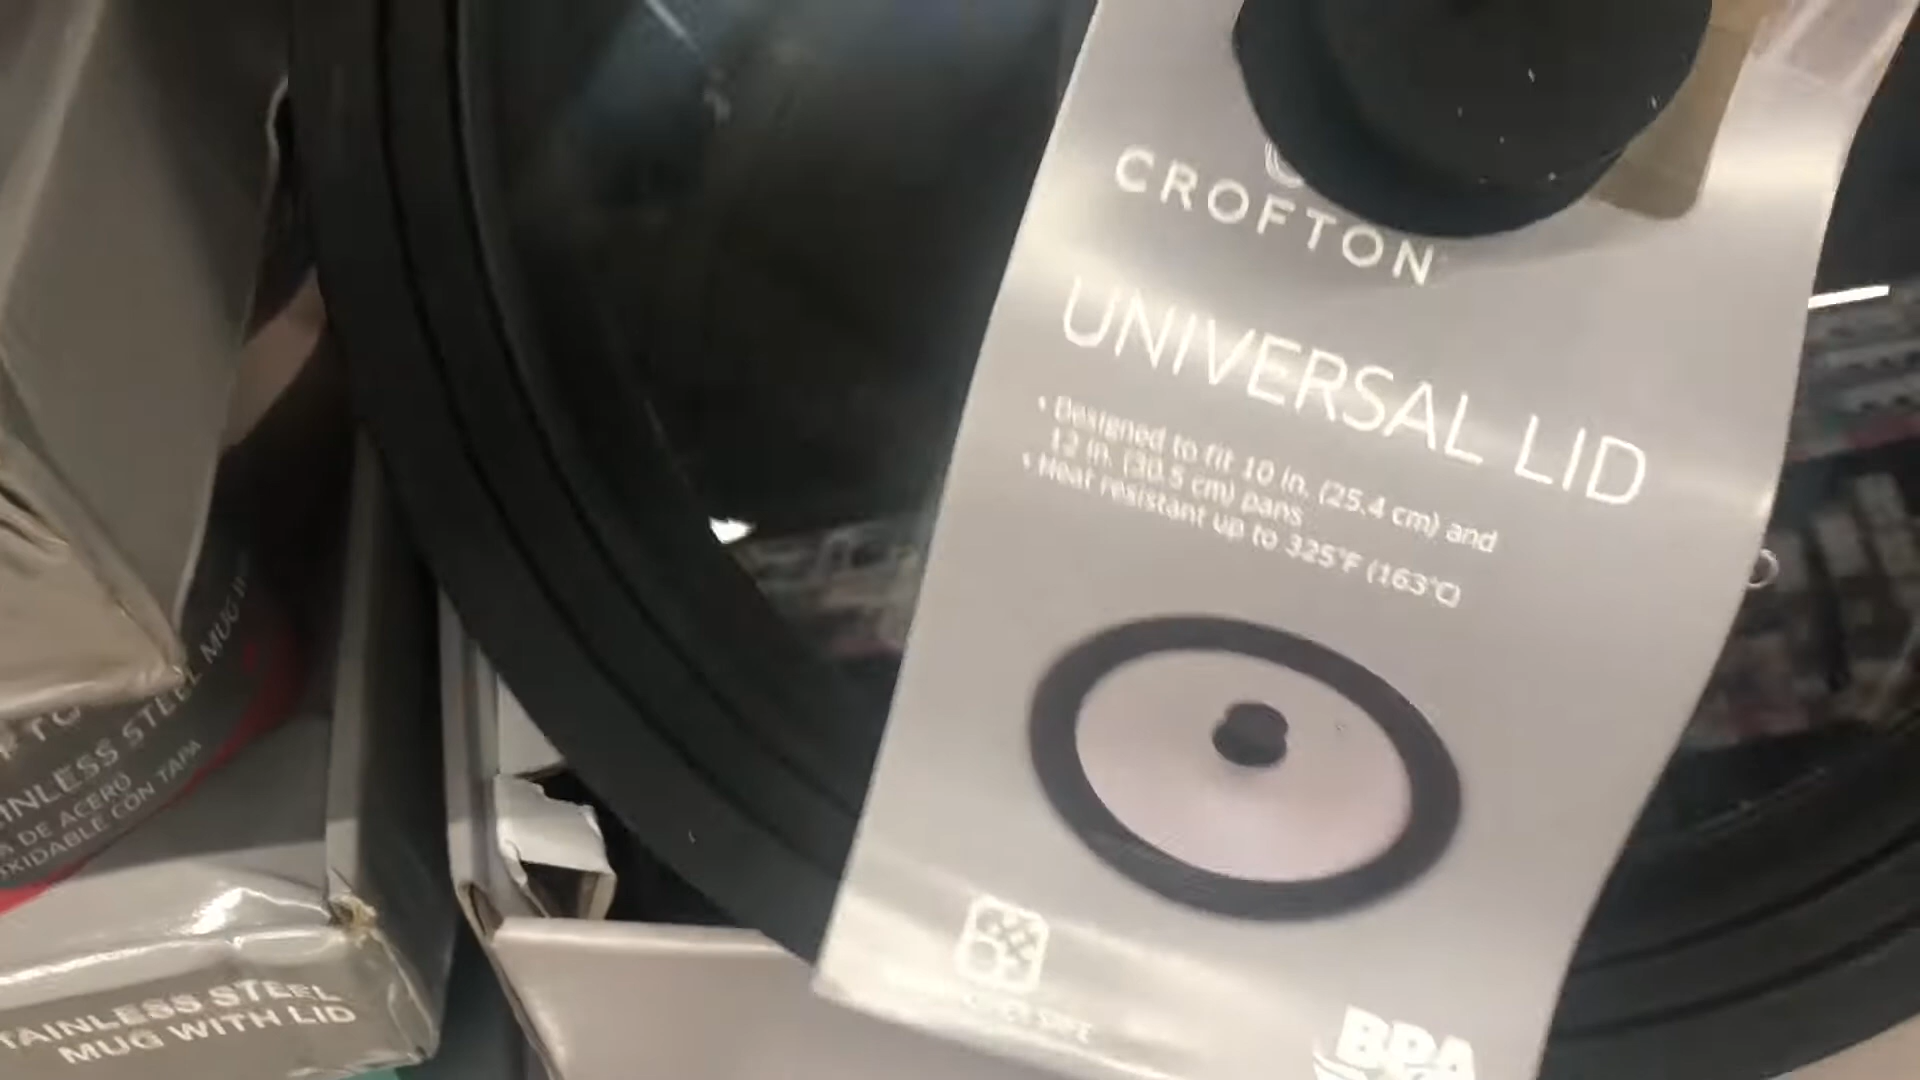 CROFTON
UNIVERSAL LID
• Designed to fit 10 in. (25.4 cm) and
12 in. (30.5 cm) pans
• Heat resistant up to 325°F (163°C)
BPA
STAINLESS STEEL MUG
DE ACERO
OXIDABLE CON TAPA
TAINLESS STEEL
MUG WITH LID